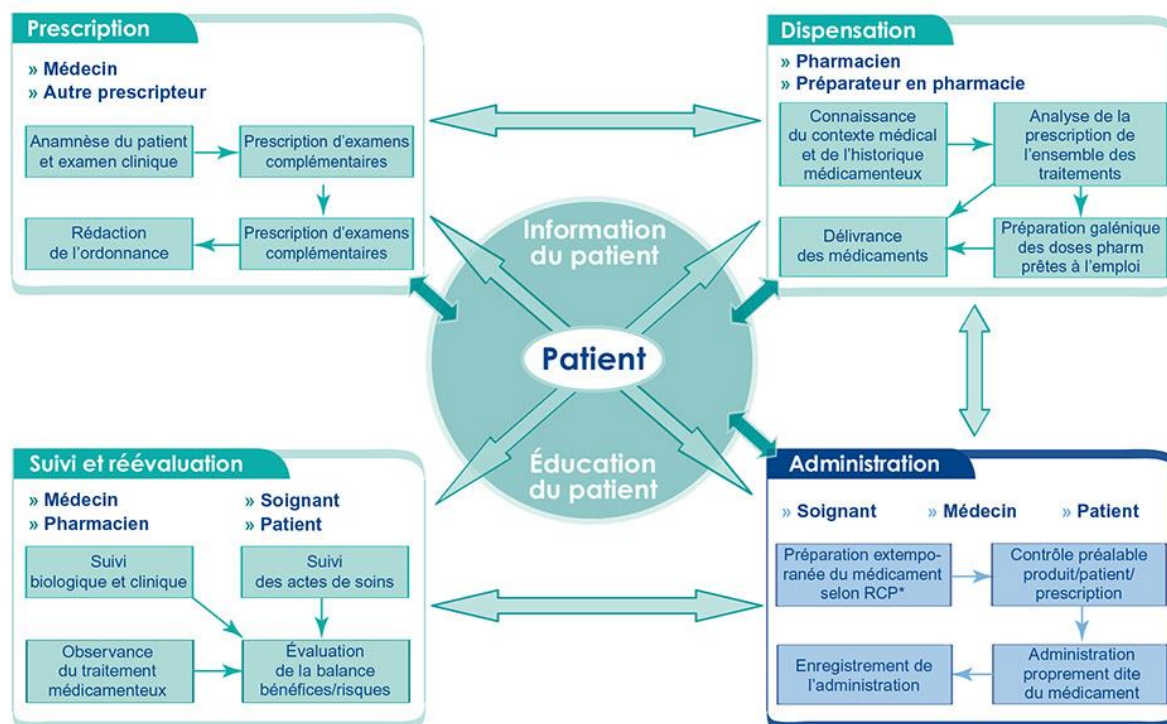 Prescription
» Médecin
» Autre prescripteur
Anamnèse du patient
et examen clinique
Prescription d'examens
complémentaires
Rédaction
de l'ordonnance
Prescription d'examens
complémentaires
Dispensation
» Pharmacien
» Préparateur en pharmacie
Connaissance
du contexte médical
et de l'historique
médicamenteux
Analyse de la
prescription de
l'ensemble des
traitements
Délivrance
des médicaments
Préparation galénique
des doses pharm
prêtes à l'emploi
Information
du patient
Patient
Éducation
du patient
Suivi et réévaluation
» Médecin
» Pharmacien
» Soignant
» Patient
Suivi
biologique et clinique
Suivi
des actes de soins
Observance
du traitement
médicamenteux
Évaluation
de la balance
bénéfices/risques
Administration
» Soignant
» Médecin
» Patient
Préparation extempo-
ranée du médicament
selon RCP*
Contrôle préalable
produit/patient/
prescription
Enregistrement de
l'administration
Administration
proprement dite
du médicament